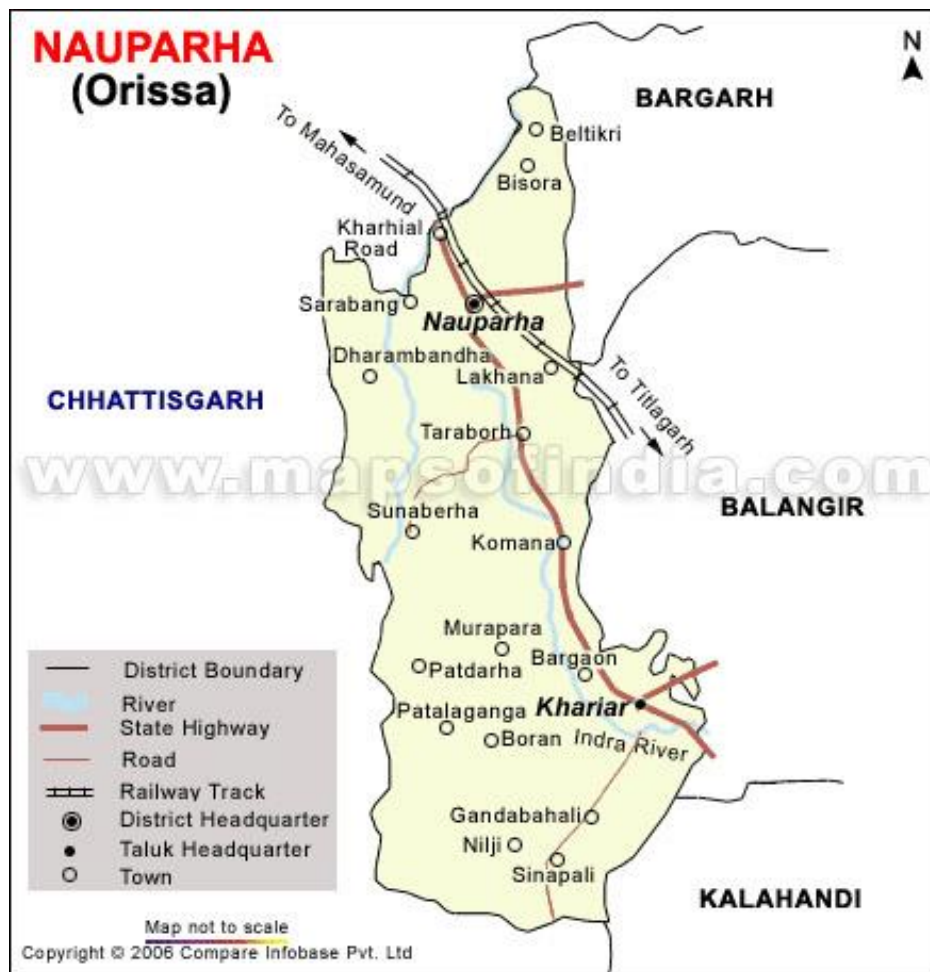 NAUPARHA
(Orissa)
N
BARGARH
To Mahasamund
Beltikri
Bisora
Kharhial
Road
Sarabang
Nauparha
Dharambandha
Lakhana
To Titlagarh
CHHATTISGARH
Taraborh
www.mapsofindia.com
Sunaberha
BALANGIR
Komana
Murapara
Bargaon
Patdarha
Khariar
Patalaganga
Boran
Indra River
Gandabahali
Nilji
Sinapali
KALAHANDI
District Boundary
River
State Highway
Road
Railway Track
District Headquarter
Taluk Headquarter
Town
Map not to scale
Copyright © 2006 Compare Infobase Pvt. Ltd